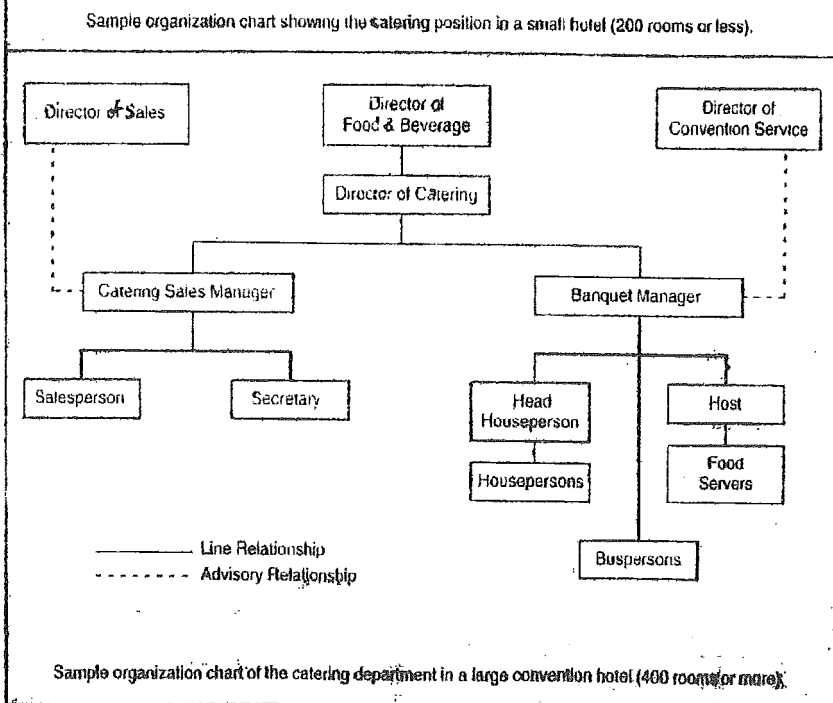 Sample organization chart showing the catering position in a small hotel (200 rooms or less).
Director of Sales
Director of
Food & Beverage
Director of
Convention Service
Director of Catering
Catering Sales Manager
Banquet Manager
Salesperson
Secretary
Head
Houseperson
Host
Housepersons
Food
Servers
Buspersons
Line Relationship
Advisory Relationship
Sample organization chart of the catering department in a large convention hotel (400 rooms or more).